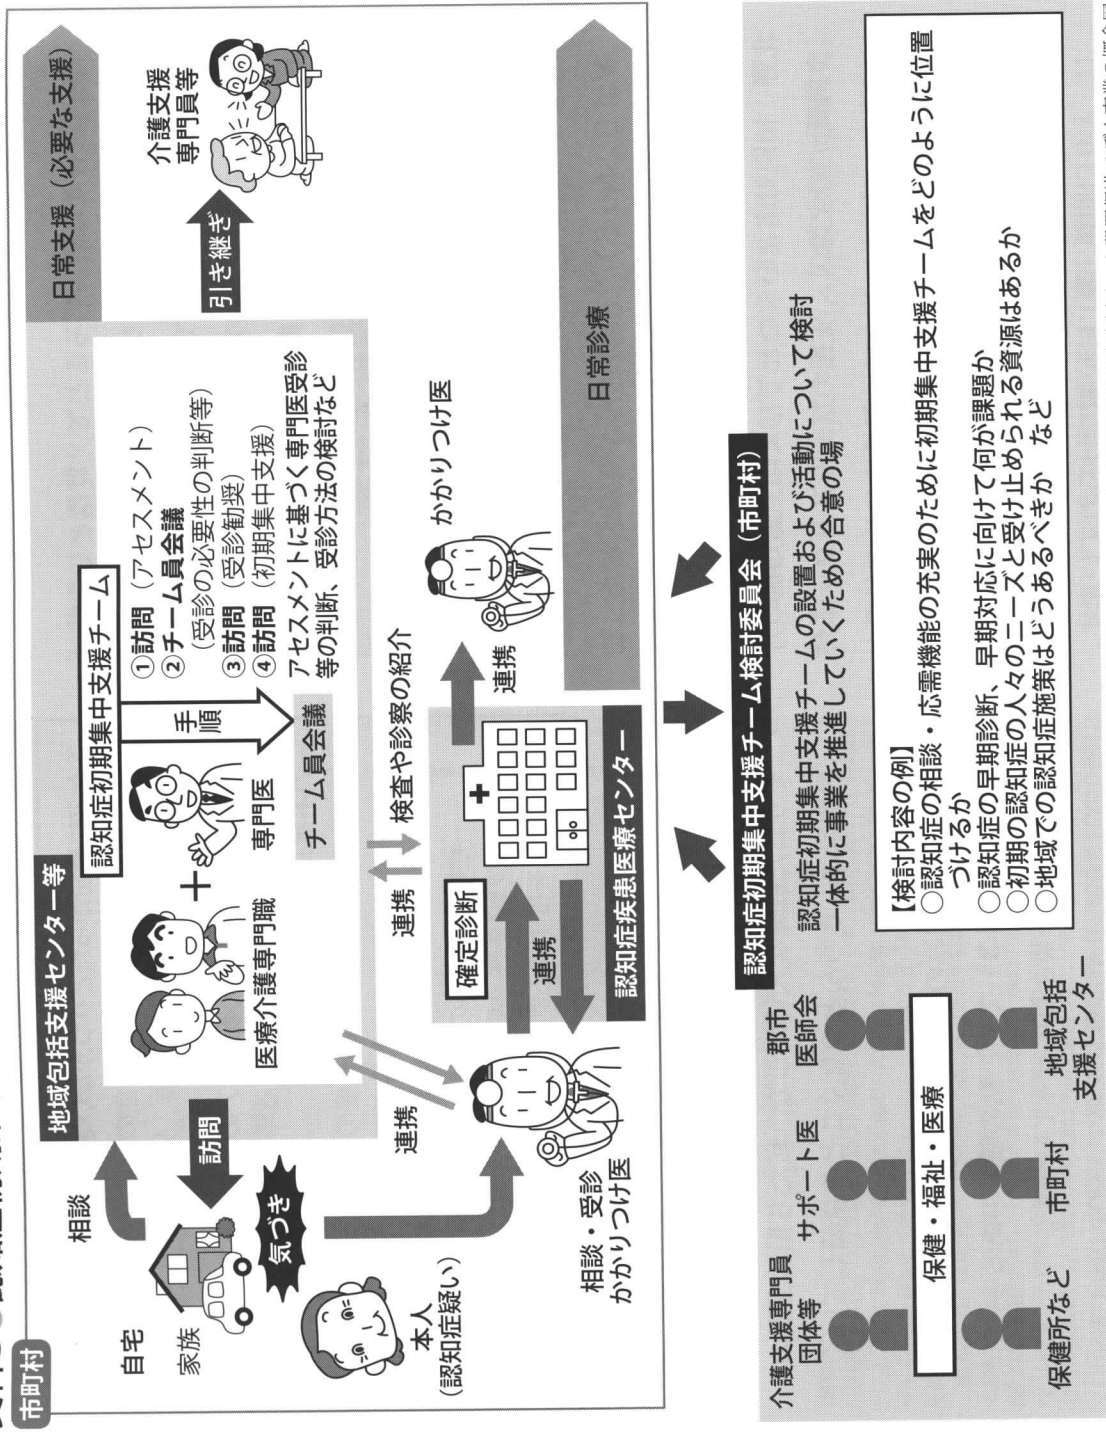 市町村
自宅
家族
相談
訪問
気づき
本人
（認知症疑い）
相談・受診
かかりつけ医
連携
地域包括支援センター等
認知症初期集中支援チーム
医療介護専門職
＋
専門医
手順
チーム員会議
①訪問（アセスメント）
②チーム員会議
（受診の必要性の判断等）
③訪問（受診勧奨）
④訪問（初期集中支援）
アセスメントに基づく専門医受診
等の判断、受診方法の検討など
引き継ぎ
日常支援（必要な支援）
介護支援
専門員等
連携
検査や診察の紹介
確定診断
連携
認知症疾患医療センター
連携
かかりつけ医
日常診療
認知症初期集中支援チーム検討委員会（市町村）
認知症初期集中支援チームの設置および活動について検討
一体的に事業を推進していくための合意の場
介護支援専門員
団体等
サポート医
郡市
医師会
保健・福祉・医療
保健所など
市町村
地域包括
支援センター
【検討内容の例】
○認知症の相談・応需機能の充実のために初期集中支援チームをどのように位置
づけるか
○認知症の早期診断、早期対応に向けて何が課題か
○初期の認知症の人々のニーズと受け止められる資源はあるか
○地域での認知症施策はどうあるべきか　など